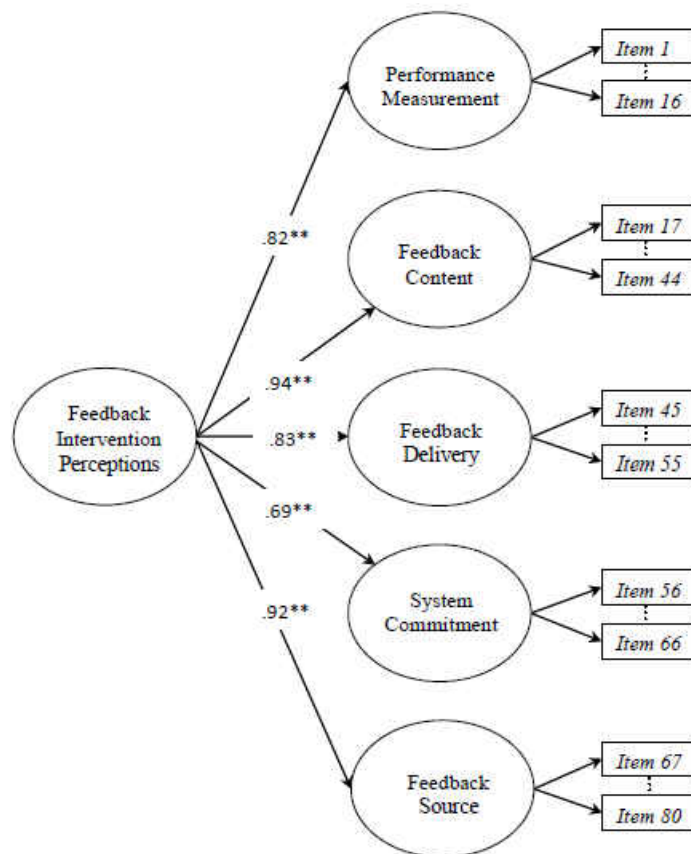 Performance
Measurement
Item 1
Item 16
.82**
Feedback
Content
Item 17
Item 44
.94**
Feedback
Intervention
Perceptions
.83**
Feedback
Delivery
Item 45
Item 55
.69**
System
Commitment
Item 56
Item 66
.92**
Feedback
Source
Item 67
Item 80